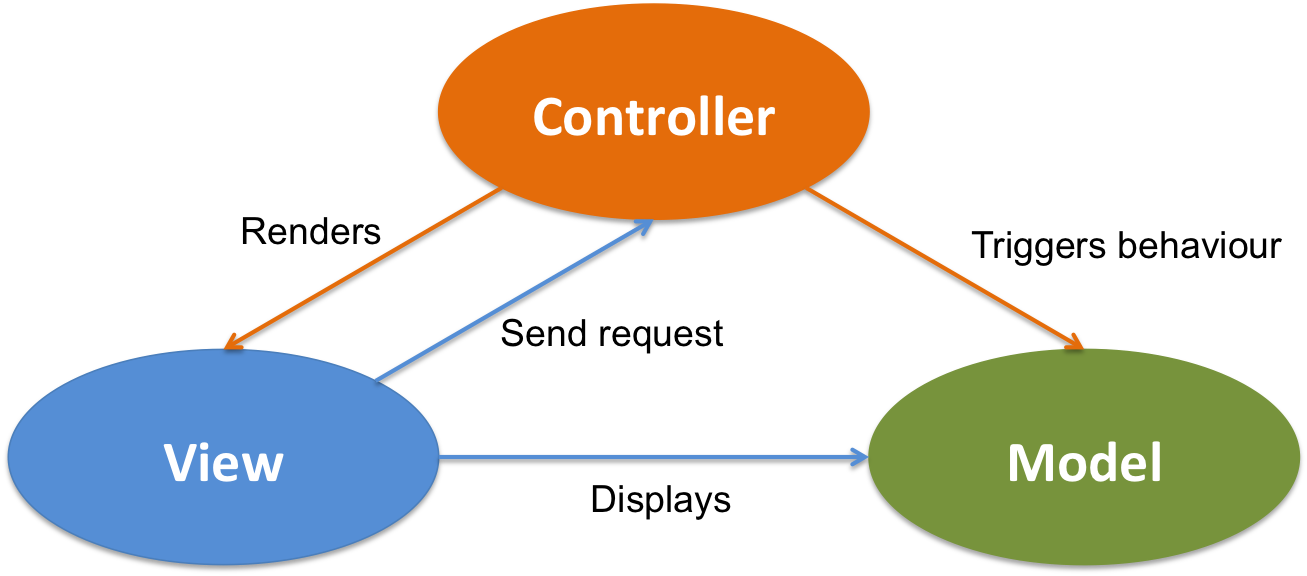 Controller
Renders
Triggers behaviour
Send request
View
Model
Displays